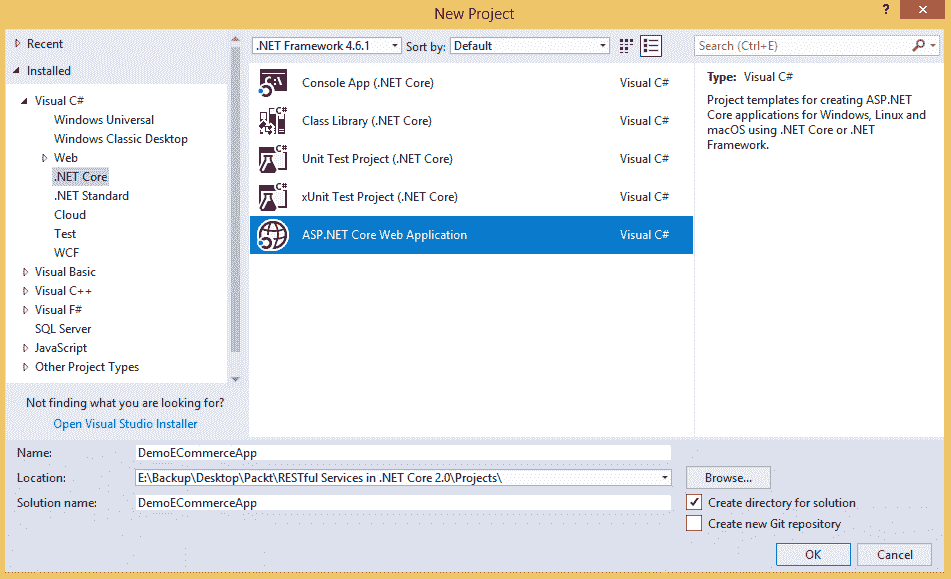 New Project
?
Recent
Installed
Visual C#
Windows Universal
Windows Classic Desktop
Web
.NET Core
.NET Standard
Cloud
Test
WCF
Visual Basic
Visual C++
Visual F#
SQL Server
JavaScript
Other Project Types
Not finding what you are looking for?
Open Visual Studio Installer
.NET Framework 4.6.1 Sort by: Default
Console App (.NET Core) Visual C#
Class Library (.NET Core) Visual C#
Unit Test Project (.NET Core) Visual C#
xUnit Test Project (.NET Core) Visual C#
ASP.NET Core Web Application Visual C#
Search (Ctrl+E)
Type: Visual C#
Project templates for creating ASP.NET
Core applications for Windows, Linux and
macOS using .NET Core or .NET
Framework.
Name: DemoECommerceApp
Location: E:\Backup\Desktop\Packt\RESTful Services in .NET Core 2.0\Projects\ Browse...
Solution name: DemoECommerceApp
Create directory for solution
Create new Git repository
OK Cancel